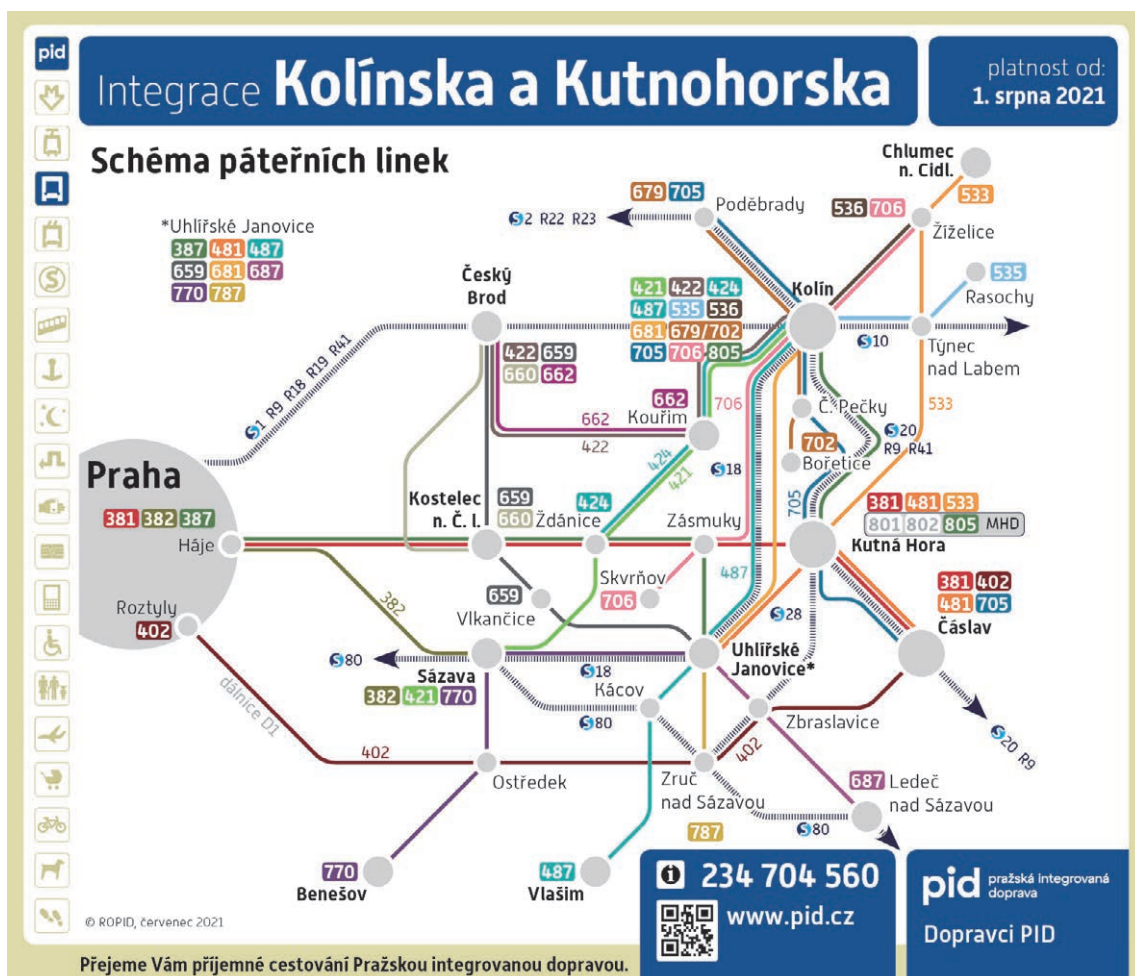 pid
Integrace Kolínska a Kutnohorska
platnost od:
1. srpna 2021
Schéma páteřních linek
*Uhlířské Janovice
387 481 487
659 681 687
770 787
S2 R22 R23
679 705
Poděbrady
Chlumec
n. Cidl.
536 706
533
Žíželice
Český
Brod
421 422 424
487 535 536
681 679/702
705 706 805
Kolín
535
Rasochy
S10
Týnec
nad Labem
S1 R9 R18 R19 R41
422 659
660 662
662
Kouřim
662
422
706
S18
Č. Pečky
702
Bořetice
S20
R9 R41
533
424
421
Praha
381 382 387
Háje
Kostelec
n. Č. l.
659
660
424
Ždánice
Zásmuky
705
381 481 533
801 802 805 MHD
Kutná Hora
Skvrňov
706
487
382
659
Vlkančice
Roztyly
402
S28
381 402
481 705
Čáslav
S80
Sázava
382 421 770
S18
Uhlířské
Janovice*
Kácov
S80
Zbraslavice
dálnice D1
402
402
Ostředek
Zruč
nad Sázavou
787
S20 R9
687
Ledeč
nad Sázavou
S80
770
Benešov
487
Vlašim
234 704 560
www.pid.cz
pid pražská integrovaná
doprava
Dopravci PID
© ROPID, červenec 2021
Přejeme Vám příjemné cestování Pražskou integrovanou dopravou.